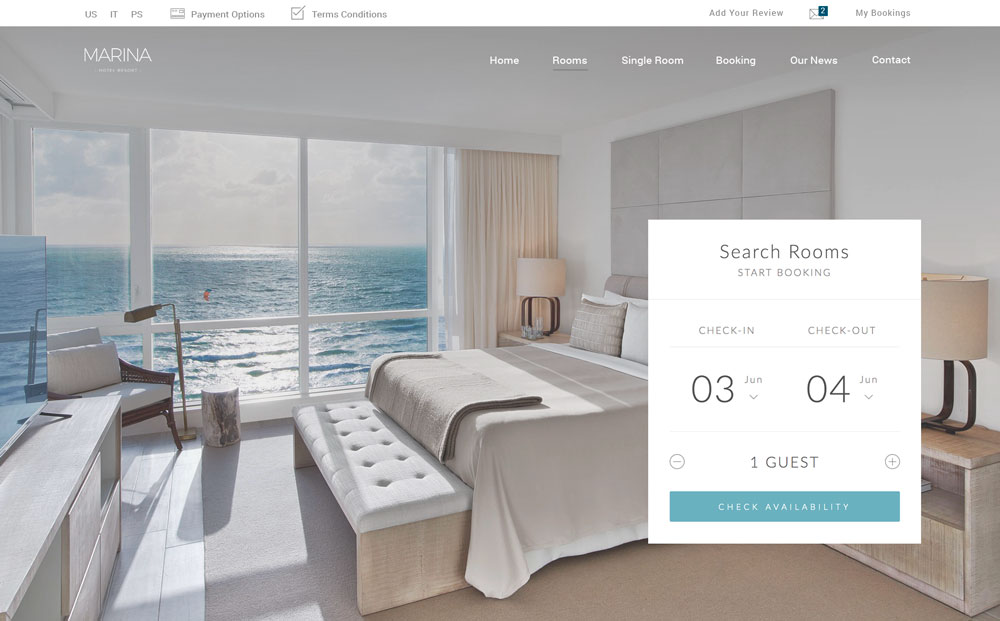 US IT PS Payment Options Terms Conditions Add Your Review 2 My Bookings
MARINA
- HOTEL RESORT -
Home Rooms Single Room Booking Our News Contact
Search Rooms
START BOOKING
CHECK-IN CHECK-OUT
03 Jun 04 Jun
1 GUEST
CHECK AVAILABILITY